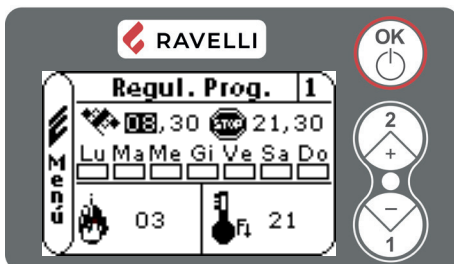 RAVELLI
OK
Regul. Prog. 1
08,30 STOP 21,30
Lu Ma Me Gi Ve Sa Do
Menú
03 21
2
+
−
1